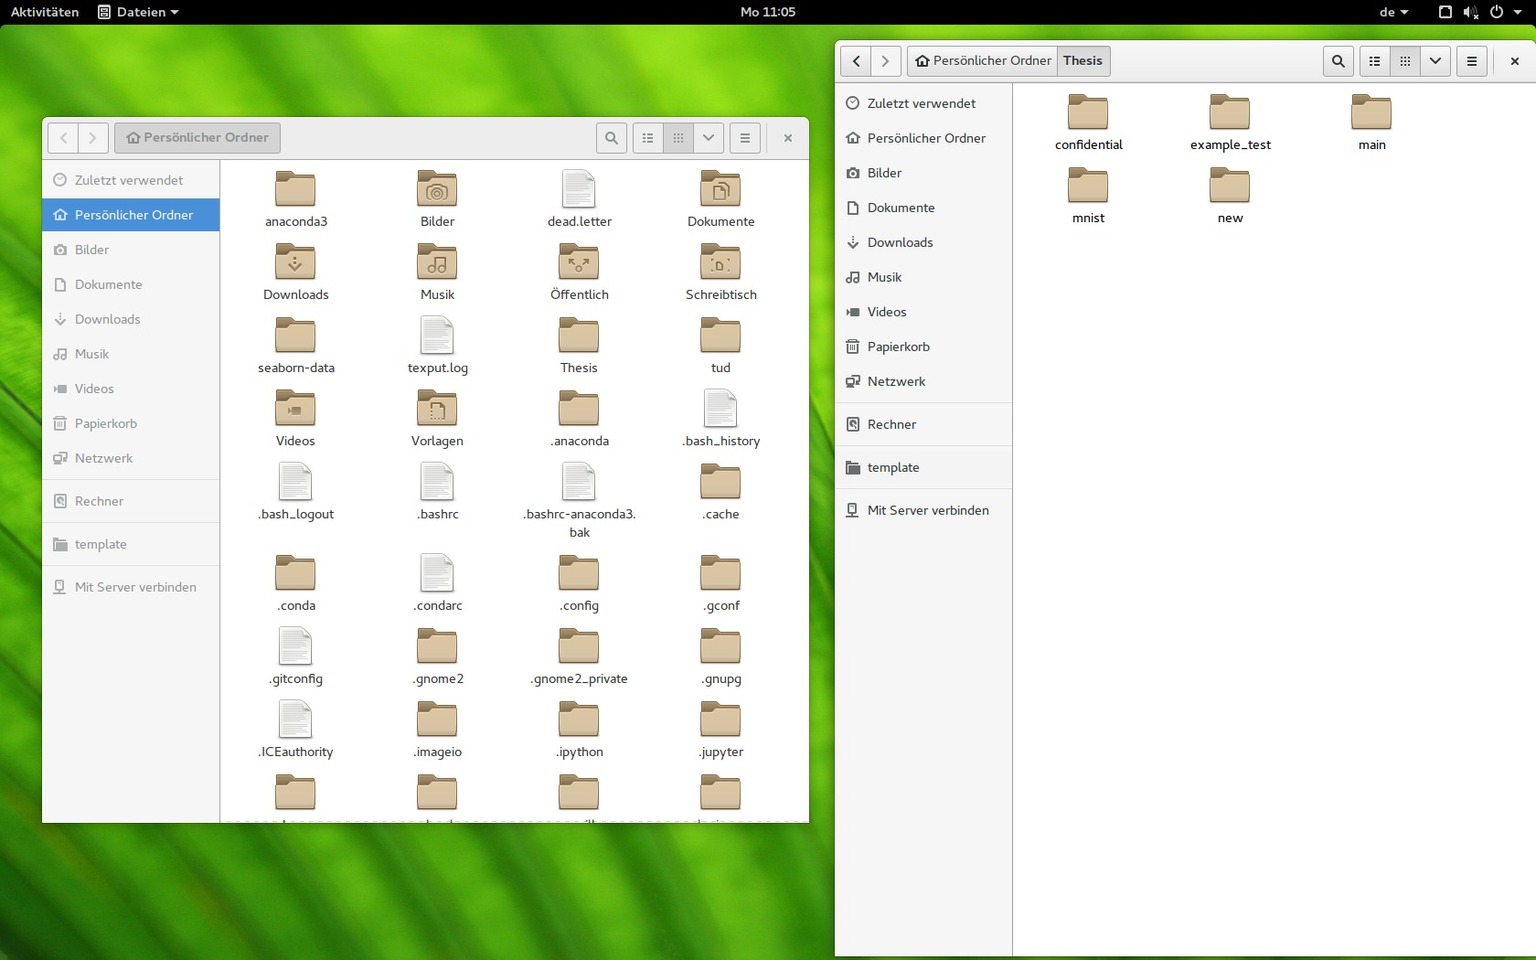 Aktivitäten Dateien Mo 11:05 de
Persönlicher Ordner
Zuletzt verwendet
Persönlicher Ordner
Bilder
Dokumente
Downloads
Musik
Videos
Papierkorb
Netzwerk
Rechner
template
Mit Server verbinden
anaconda3 Bilder dead.letter Dokumente
Downloads Musik Öffentlich Schreibtisch
seaborn-data texput.log Thesis tud
Videos Vorlagen .anaconda .bash_history
.bash_logout .bashrc .bashrc-anaconda3. .cache
bak
.conda .condarc .config .gconf
.gitconfig .gnome2 .gnome2_private .gnupg
.ICEauthority .imageio .ipython .jupyter
Persönlicher Ordner Thesis
Zuletzt verwendet
Persönlicher Ordner
Bilder
Dokumente
Downloads
Musik
Videos
Papierkorb
Netzwerk
Rechner
template
Mit Server verbinden
confidential example_test main
mnist new